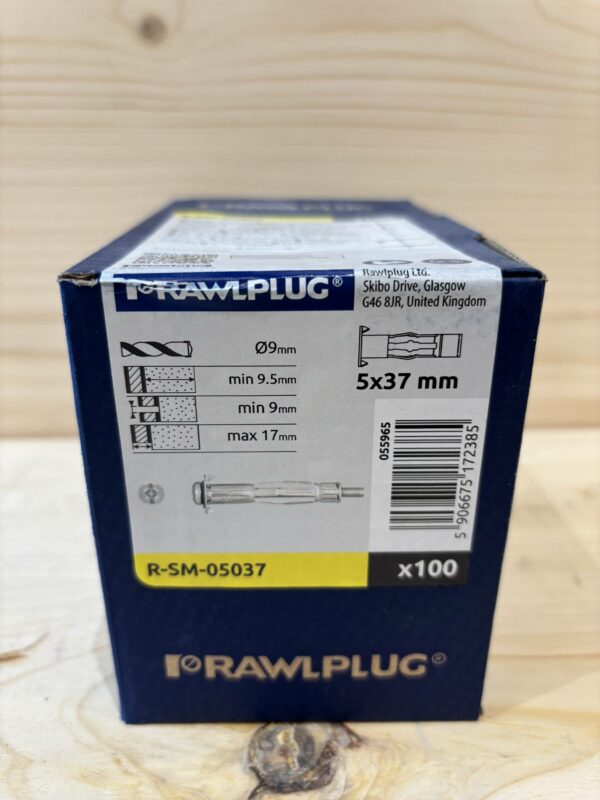 RAWLPLUG
RAWLPLUG®
Rawlplug Ltd.
Skibo Drive, Glasgow
G46 8JR, United Kingdom
Ø9mm
min 9.5mm
min 9mm
max 17mm
5x37 mm
055965
5 906675 172385
R-SM-05037
x100
RAWLPLUG®